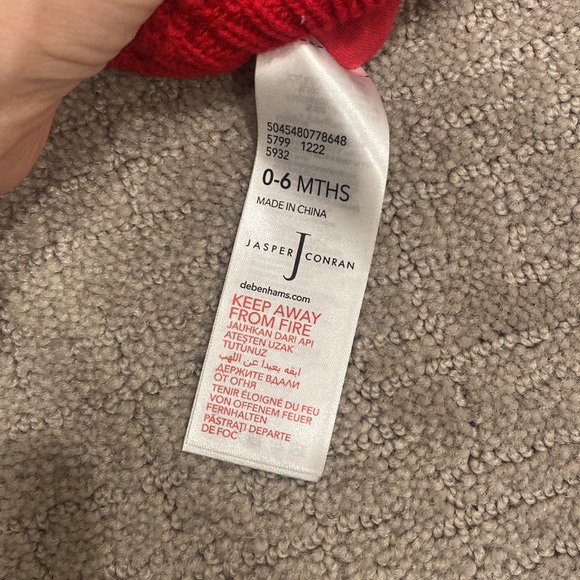 5045480778648
5799 1222
5932
0-6 MTHS
MADE IN CHINA
JASPER J CONRAN
debenhams.com
KEEP AWAY
FROM FIRE
JAUHKAN DARI API
ATEŞTEN UZAK
TUTUNUZ
ابقه بعيداً عن اللهب
ДЕРЖИТЕ ВДАЛИ
ОТ ОГНЯ
TENIR ÉLOIGNÉ DU FEU
VON OFFENEM FEUER
FERNHALTEN
PĂSTRAŢI DEPARTE
DE FOC